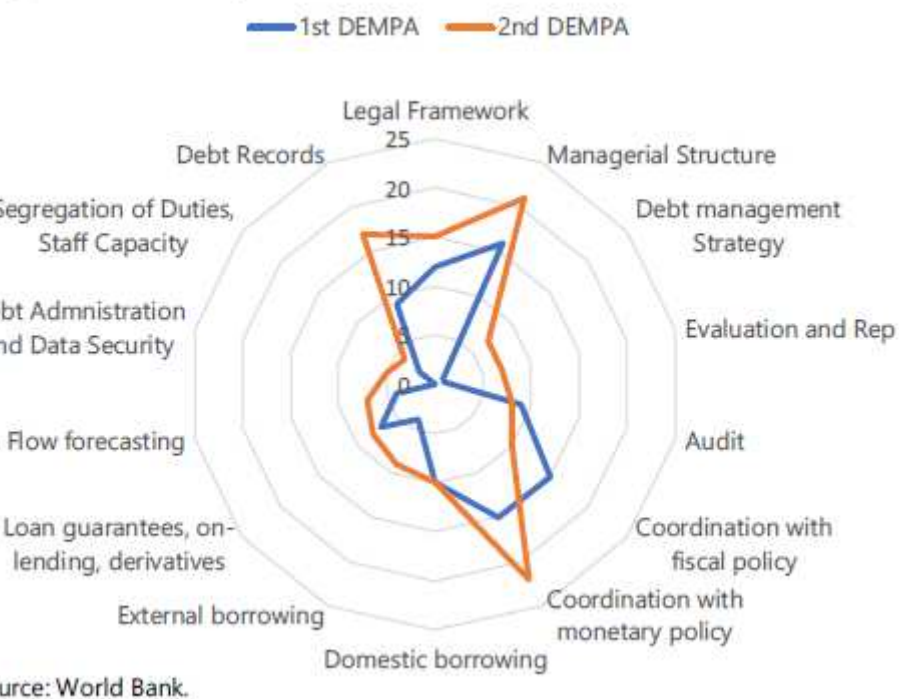 1st DEMPA 2nd DEMPA
Legal Framework
25
Debt Records
Managerial Structure
20
Segregation of Duties,
Staff Capacity
Debt management
Strategy
15
10
bt Admnistration
nd Data Security
5
Evaluation and Rep
0
Flow forecasting
Audit
Loan guarantees, on-
lending, derivatives
Coordination with
fiscal policy
External borrowing
Coordination with
monetary policy
Domestic borrowing
urce: World Bank.